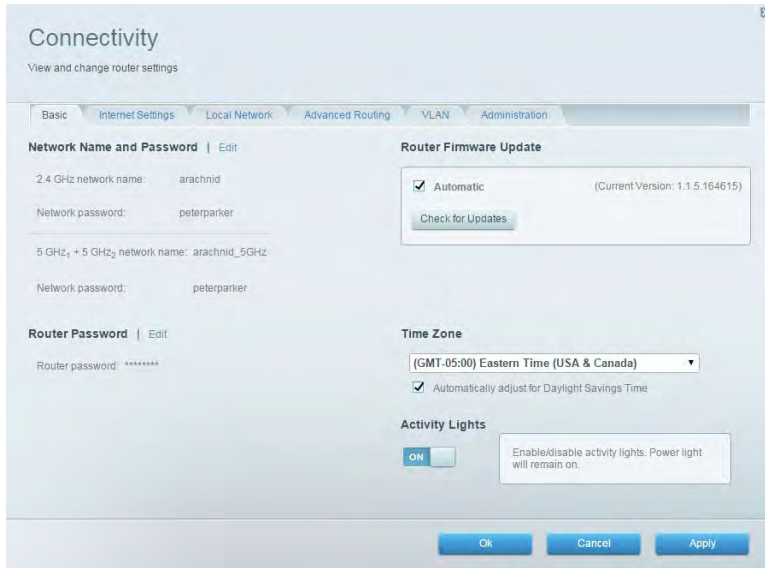 Connectivity
View and change router settings
Basic Internet Settings Local Network Advanced Routing VLAN Administration
Network Name and Password | Edit
2.4 GHz network name: arachnid
Network password: peterparker
5 GHz1 + 5 GHz2 network name: arachnid_5GHz
Network password: peterparker
Router Password | Edit
Router password: ********
Router Firmware Update
Automatic (Current Version: 1.1.5.164615)
Check for Updates
Time Zone
(GMT-05:00) Eastern Time (USA & Canada)
Automatically adjust for Daylight Savings Time
Activity Lights
ON
Enable/disable activity lights. Power light
will remain on.
Ok Cancel Apply